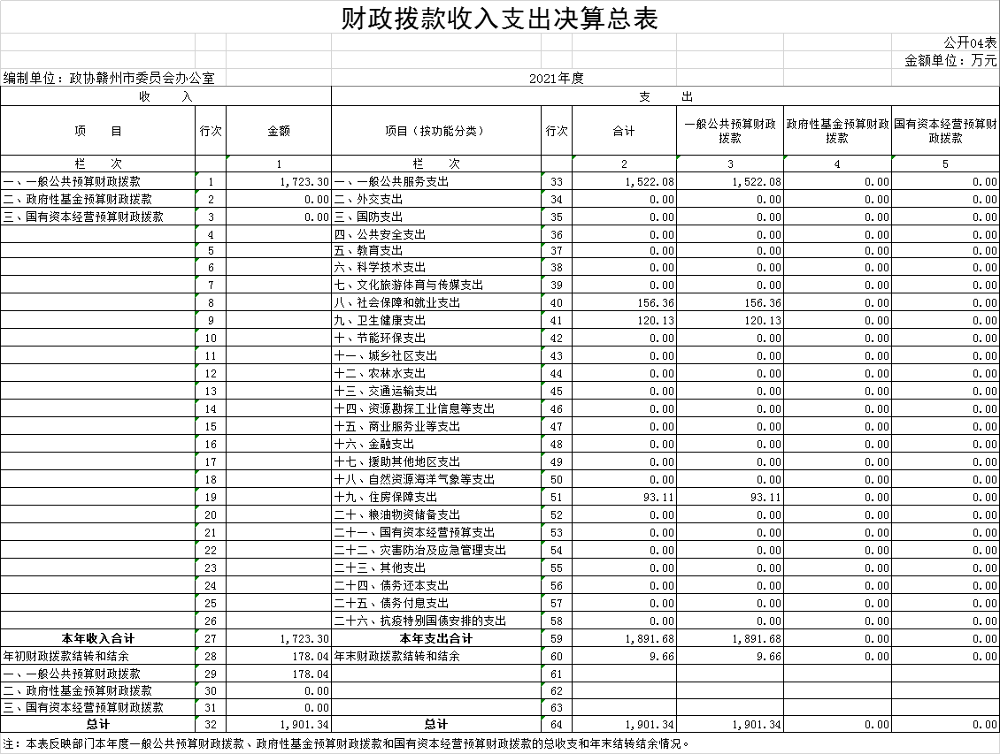 财政拨款收入支出决算总表
公开04表
金额单位：万元
编制单位：政协赣州市委员会办公室 2021年度
收 入 支 出
项 目 行次 金额 项目（按功能分类） 行次 合计 一般公共预算财政拨款 政府性基金预算财政拨款 国有资本经营预算财政拨款
栏 次 1 栏 次 2 3 4 5
一、一般公共预算财政拨款 1 1,723.30 一、一般公共服务支出 33 1,522.08 1,522.08 0.00 0.00
二、政府性基金预算财政拨款 2 0.00 二、外交支出 34 0.00 0.00 0.00 0.00
三、国有资本经营预算财政拨款 3 0.00 三、国防支出 35 0.00 0.00 0.00 0.00
4 四、公共安全支出 36 0.00 0.00 0.00 0.00
5 五、教育支出 37 0.00 0.00 0.00 0.00
6 六、科学技术支出 38 0.00 0.00 0.00 0.00
7 七、文化旅游体育与传媒支出 39 0.00 0.00 0.00 0.00
8 八、社会保障和就业支出 40 156.36 156.36 0.00 0.00
9 九、卫生健康支出 41 120.13 120.13 0.00 0.00
10 十、节能环保支出 42 0.00 0.00 0.00 0.00
11 十一、城乡社区支出 43 0.00 0.00 0.00 0.00
12 十二、农林水支出 44 0.00 0.00 0.00 0.00
13 十三、交通运输支出 45 0.00 0.00 0.00 0.00
14 十四、资源勘探工业信息等支出 46 0.00 0.00 0.00 0.00
15 十五、商业服务业等支出 47 0.00 0.00 0.00 0.00
16 十六、金融支出 48 0.00 0.00 0.00 0.00
17 十七、援助其他地区支出 49 0.00 0.00 0.00 0.00
18 十八、自然资源海洋气象等支出 50 0.00 0.00 0.00 0.00
19 十九、住房保障支出 51 93.11 93.11 0.00 0.00
20 二十、粮油物资储备支出 52 0.00 0.00 0.00 0.00
21 二十一、国有资本经营预算支出 53 0.00 0.00 0.00 0.00
22 二十二、灾害防治及应急管理支出 54 0.00 0.00 0.00 0.00
23 二十三、其他支出 55 0.00 0.00 0.00 0.00
24 二十四、债务还本支出 56 0.00 0.00 0.00 0.00
25 二十五、债务付息支出 57 0.00 0.00 0.00 0.00
26 二十六、抗疫特别国债安排的支出 58 0.00 0.00 0.00 0.00
本年收入合计 27 1,723.30 本年支出合计 59 1,891.68 1,891.68 0.00 0.00
年初财政拨款结转和结余 28 178.04 年末财政拨款结转和结余 60 9.66 9.66 0.00 0.00
一、一般公共预算财政拨款 29 178.04 61
二、政府性基金预算财政拨款 30 0.00 62
三、国有资本经营预算财政拨款 31 0.00 63
总计 32 1,901.34 总计 64 1,901.34 1,901.34 0.00 0.00
注：本表反映部门本年度一般公共预算财政拨款、政府性基金预算财政拨款和国有资本经营预算财政拨款的总收支和年末结转结余情况。